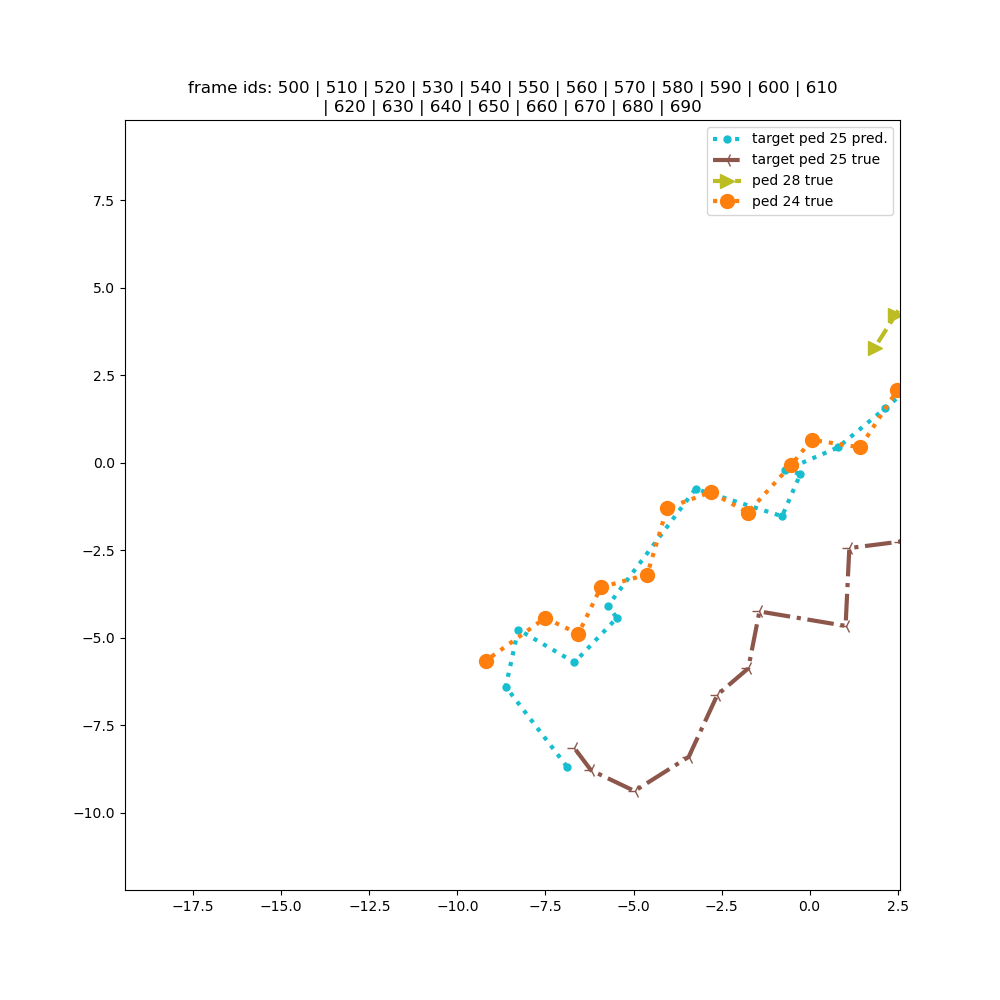 frame ids: 500 | 510 | 520 | 530 | 540 | 550 | 560 | 570 | 580 | 590 | 600 | 610
| 620 | 630 | 640 | 650 | 660 | 670 | 680 | 690
target ped 25 pred.
target ped 25 true
ped 28 true
ped 24 true
7.5
5.0
2.5
0.0
−2.5
−5.0
−7.5
−10.0
−17.5 −15.0 −12.5 −10.0 −7.5 −5.0 −2.5 0.0 2.5